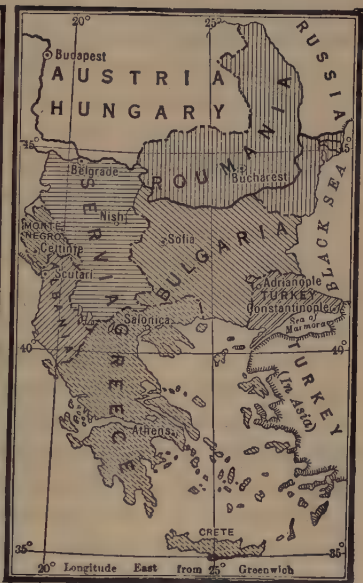 20°
25°
RUSSIA
Budapest
AUSTRIA
HUNGARY
45
45
ROUMANIA
Belgrade
Bucharest
SERNIA
Nish
Sofia
BULGARIA
BLACK SEA
MONTE-
NEGRO
Cettinje
Scutari
ALBANIA
Adrianople
TURKEY
Constantinople
Sea of
Marmora
Salonica
40
40
GREECE
TURKEY
(In Asia)
Athens
CRETE
35°
35°
20° Longitude East from 25° Greenwich